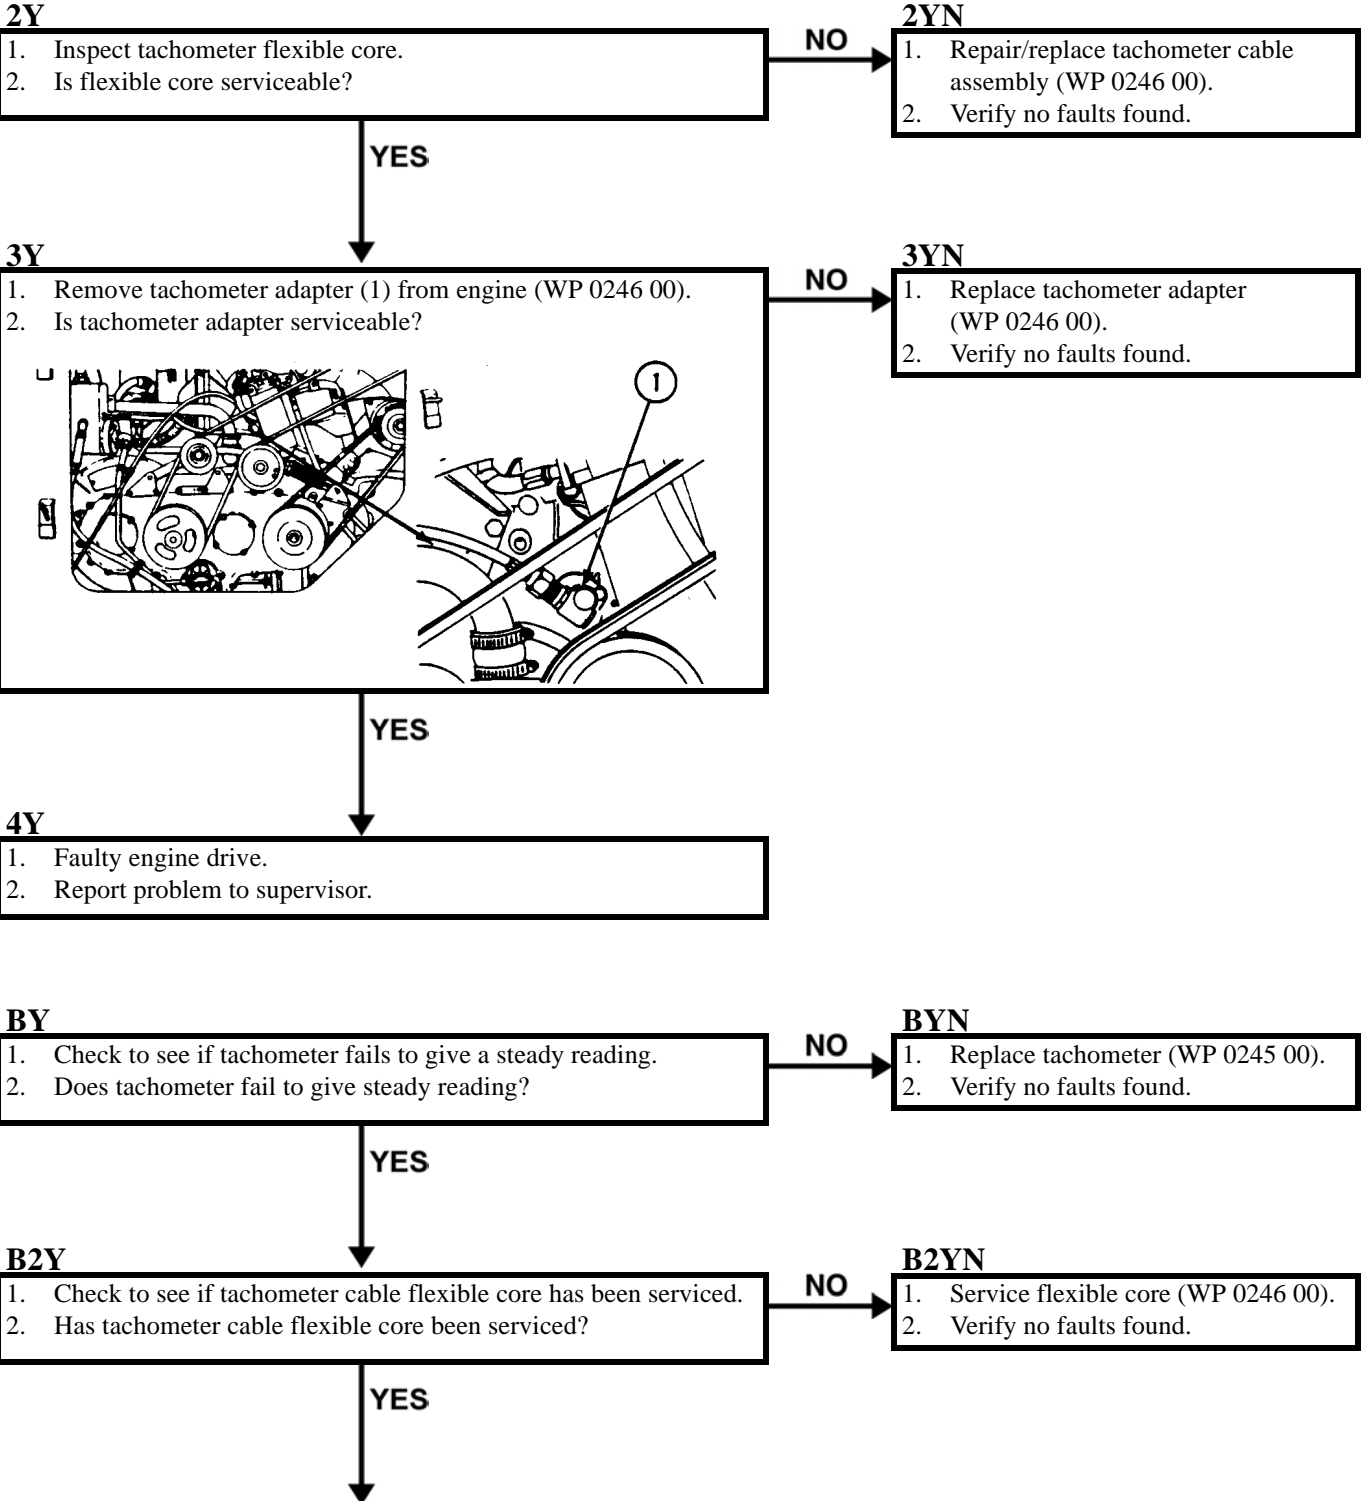 2Y
1. Inspect tachometer flexible core.
2. Is flexible core serviceable?
NO
2YN
1. Repair/replace tachometer cable
assembly (WP 0246 00).
2. Verify no faults found.
YES
3Y
1. Remove tachometer adapter (1) from engine (WP 0246 00).
2. Is tachometer adapter serviceable?
1
NO
3YN
1. Replace tachometer adapter
(WP 0246 00).
2. Verify no faults found.
YES
4Y
1. Faulty engine drive.
2. Report problem to supervisor.
BY
1. Check to see if tachometer fails to give a steady reading.
2. Does tachometer fail to give steady reading?
NO
BYN
1. Replace tachometer (WP 0245 00).
2. Verify no faults found.
YES
B2Y
1. Check to see if tachometer cable flexible core has been serviced.
2. Has tachometer cable flexible core been serviced?
NO
B2YN
1. Service flexible core (WP 0246 00).
2. Verify no faults found.
YES